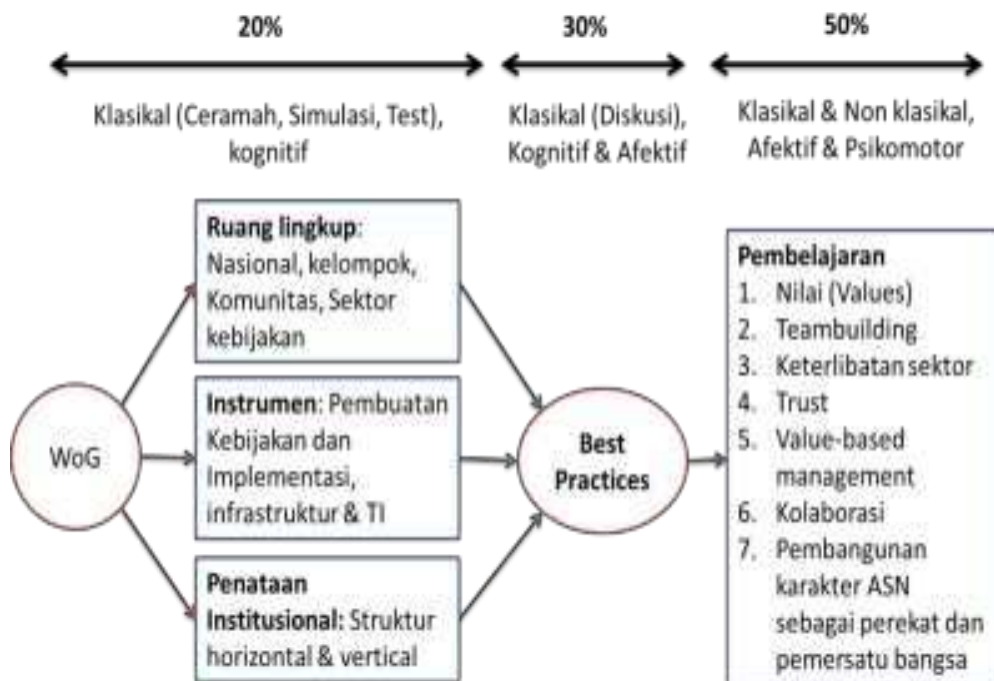 20%
30%
50%
Klasikal (Ceramah, Simulasi, Test),
kognitif
Klasikal (Diskusi),
Kognitif & Afektif
Klasikal & Non klasikal,
Afektif & Psikomotor
WoG
Ruang lingkup:
Nasional, kelompok,
Komunitas, Sektor
kebijakan
Instrumen: Pembuatan
Kebijakan dan
Implementasi,
infrastruktur & TI
Penataan
Institusional: Struktur
horizontal & vertical
Best
Practices
Pembelajaran
1. Nilai (Values)
2. Teambuilding
3. Keterlibatan sektor
4. Trust
5. Value-based
management
6. Kolaborasi
7. Pembangunan
karakter ASN
sebagai perekat dan
pemersatu bangsa